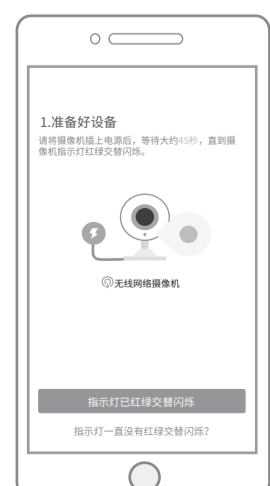 1.准备好设备
请将摄像机插上电源后，等待大约45秒，直到摄
像机指示灯红绿交替闪烁。
无线网络摄像机
指示灯已红绿交替闪烁
指示灯一直没有红绿交替闪烁?